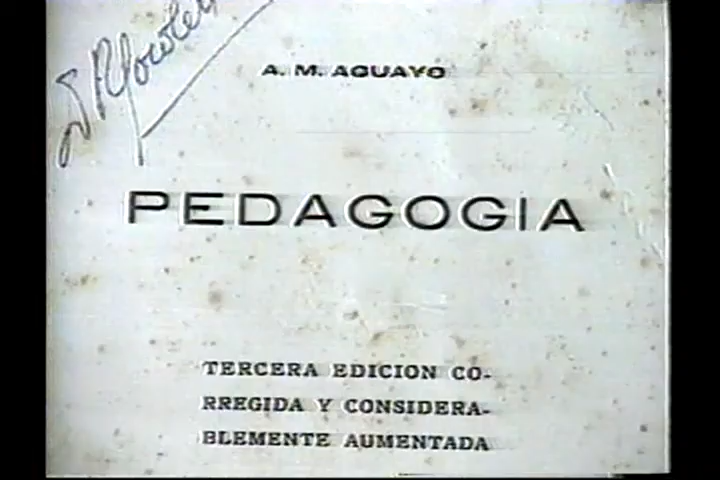 A. M. AGUAYO
PEDAGOGIA
TERCERA EDICION CO-
RREGIDA Y CONSIDERA-
BLEMENTE AUMENTADA